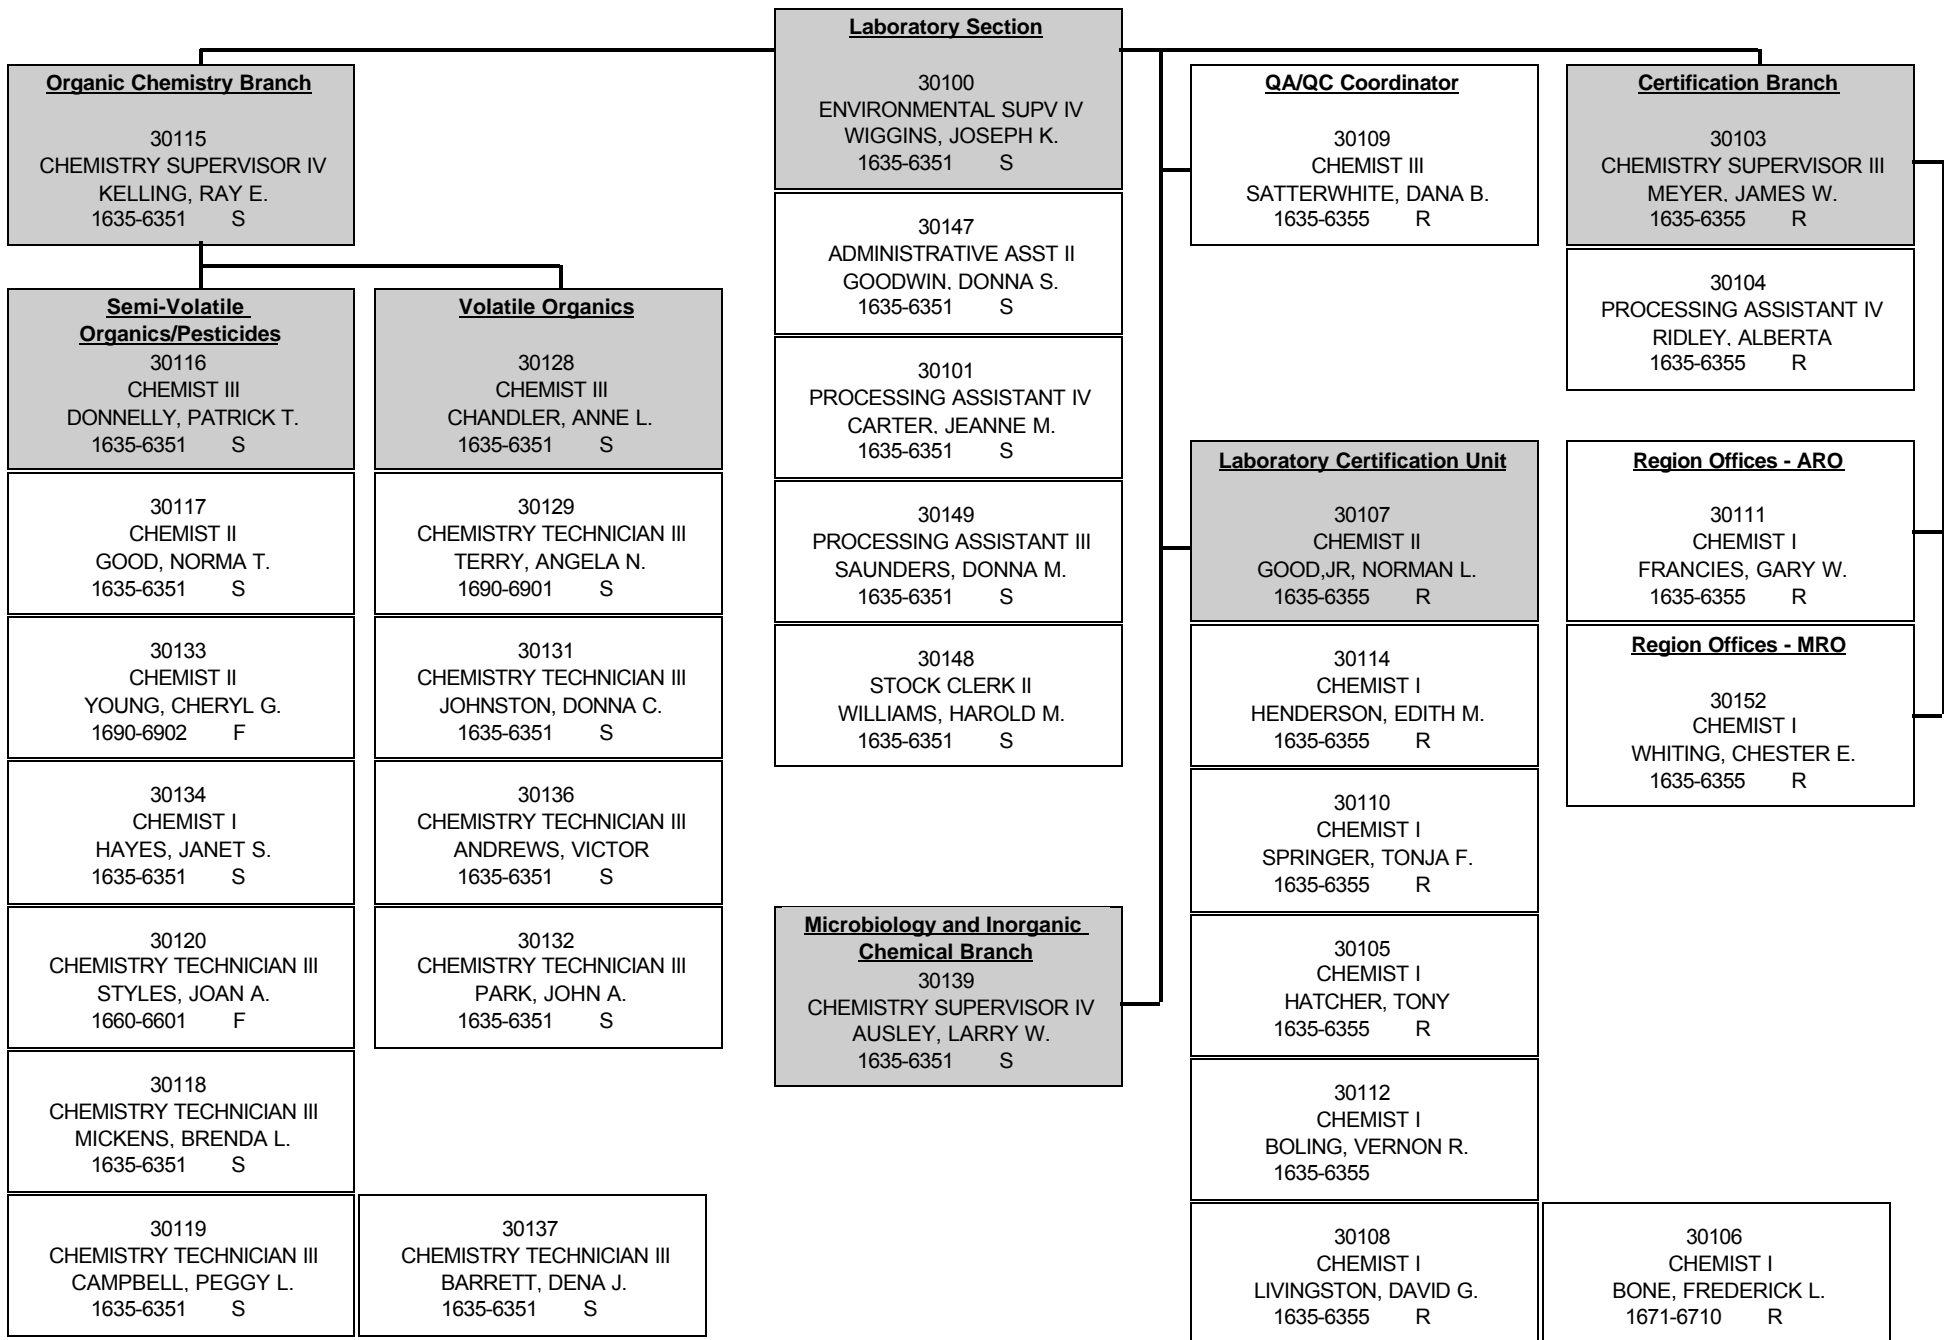 Laboratory Section
30100
ENVIRONMENTAL SUPV IV
WIGGINS, JOSEPH K.
1635-6351 S
30147
ADMINISTRATIVE ASST II
GOODWIN, DONNA S.
1635-6351 S
30101
PROCESSING ASSISTANT IV
CARTER, JEANNE M.
1635-6351 S
30149
PROCESSING ASSISTANT III
SAUNDERS, DONNA M.
1635-6351 S
30148
STOCK CLERK II
WILLIAMS, HAROLD M.
1635-6351 S
Organic Chemistry Branch
30115
CHEMISTRY SUPERVISOR IV
KELLING, RAY E.
1635-6351 S
Semi-Volatile
Organics/Pesticides
30116
CHEMIST III
DONNELLY, PATRICK T.
1635-6351 S
30117
CHEMIST II
GOOD, NORMA T.
1635-6351 S
30133
CHEMIST II
YOUNG, CHERYL G.
1690-6902 F
30134
CHEMIST I
HAYES, JANET S.
1635-6351 S
30120
CHEMISTRY TECHNICIAN III
STYLES, JOAN A.
1660-6601 F
30118
CHEMISTRY TECHNICIAN III
MICKENS, BRENDA L.
1635-6351 S
30119
CHEMISTRY TECHNICIAN III
CAMPBELL, PEGGY L.
1635-6351 S
30137
CHEMISTRY TECHNICIAN III
BARRETT, DENA J.
1635-6351 S
Volatile Organics
30128
CHEMIST III
CHANDLER, ANNE L.
1635-6351 S
30129
CHEMISTRY TECHNICIAN III
TERRY, ANGELA N.
1690-6901 S
30131
CHEMISTRY TECHNICIAN III
JOHNSTON, DONNA C.
1635-6351 S
30136
CHEMISTRY TECHNICIAN III
ANDREWS, VICTOR
1635-6351 S
30132
CHEMISTRY TECHNICIAN III
PARK, JOHN A.
1635-6351 S
Microbiology and Inorganic
Chemical Branch
30139
CHEMISTRY SUPERVISOR IV
AUSLEY, LARRY W.
1635-6351 S
QA/QC Coordinator
30109
CHEMIST III
SATTERWHITE, DANA B.
1635-6355 R
Laboratory Certification Unit
30107
CHEMIST II
GOOD,JR, NORMAN L.
1635-6355 R
30114
CHEMIST I
HENDERSON, EDITH M.
1635-6355 R
30110
CHEMIST I
SPRINGER, TONJA F.
1635-6355 R
30105
CHEMIST I
HATCHER, TONY
1635-6355 R
30112
CHEMIST I
BOLING, VERNON R.
1635-6355
30108
CHEMIST I
LIVINGSTON, DAVID G.
1635-6355 R
30106
CHEMIST I
BONE, FREDERICK L.
1671-6710 R
Certification Branch
30103
CHEMISTRY SUPERVISOR III
MEYER, JAMES W.
1635-6355 R
30104
PROCESSING ASSISTANT IV
RIDLEY, ALBERTA
1635-6355 R
Region Offices - ARO
30111
CHEMIST I
FRANCIES, GARY W.
1635-6355 R
Region Offices - MRO
30152
CHEMIST I
WHITING, CHESTER E.
1635-6355 R